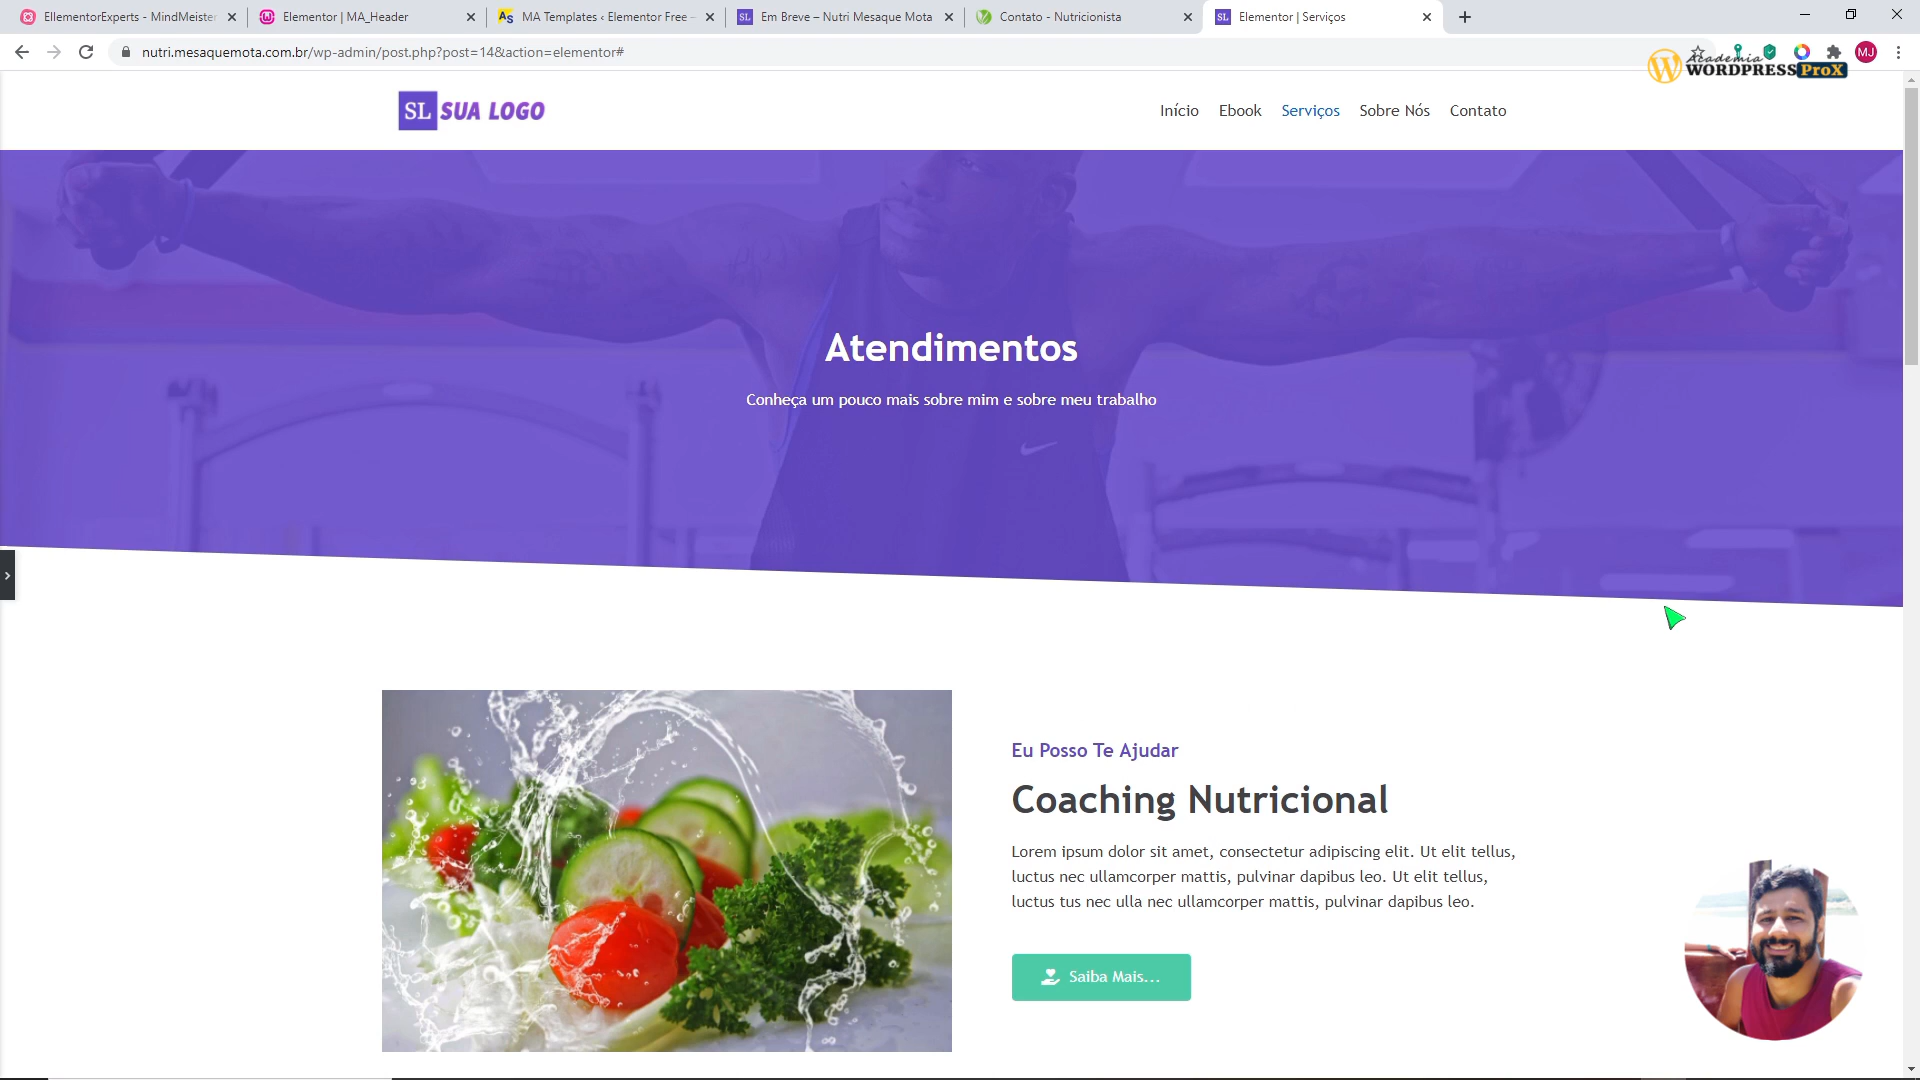 EllementorExperts - MindMeister
Elementor | MA_Header
MA Templates ‹ Elementor Free -
Em Breve – Nutri Mesaque Mota
Contato - Nutricionista
Elementor | Serviços
nutri.mesaquemota.com.br/wp-admin/post.php?post=14&action=elementor#
MJ
Academia
WORDPRESS ProX
SL SUA LOGO
Início
Ebook
Serviços
Sobre Nós
Contato
Atendimentos
Conheça um pouco mais sobre mim e sobre meu trabalho
Eu Posso Te Ajudar
Coaching Nutricional
Lorem ipsum dolor sit amet, consectetur adipiscing elit. Ut elit tellus,
luctus nec ullamcorper mattis, pulvinar dapibus leo. Ut elit tellus,
luctus tus nec ulla nec ullamcorper mattis, pulvinar dapibus leo.
Saiba Mais...